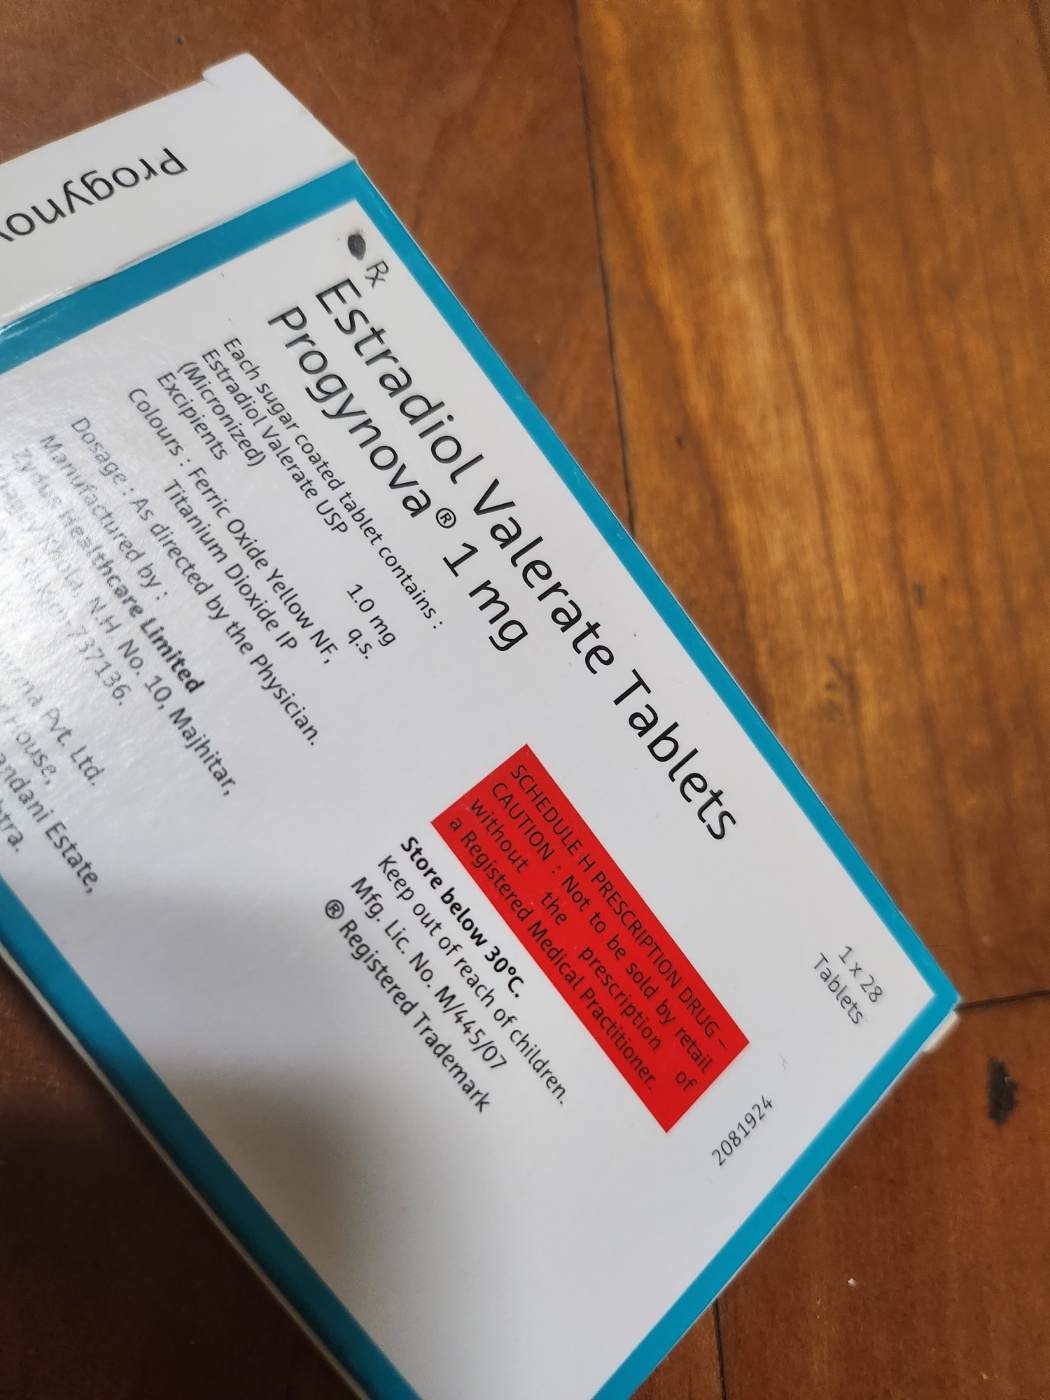 Progyno
Rx
Estradiol Valerate Tablets
Progynova® 1 mg
1 x 28
Tablets
Each sugar coated tablet contains :
Estradiol Valerate USP 1.0 mg
(Micronized)
Excipients q.s.
Colours : Ferric Oxide Yellow NF,
Titanium Dioxide IP
Dosage : As directed by the Physician.
Manufactured by :
Zydus Healthcare Limited
N.H No. 10, Majhitar,
737136.
Pvt. Ltd.
House,
Estate,
SCHEDULE H PRESCRIPTION DRUG –
CAUTION : Not to be sold by retail
without the prescription of
a Registered Medical Practitioner.
Store below 30°C.
Keep out of reach of children.
Mfg. Lic. No. M/445/07
® Registered Trademark
2081924